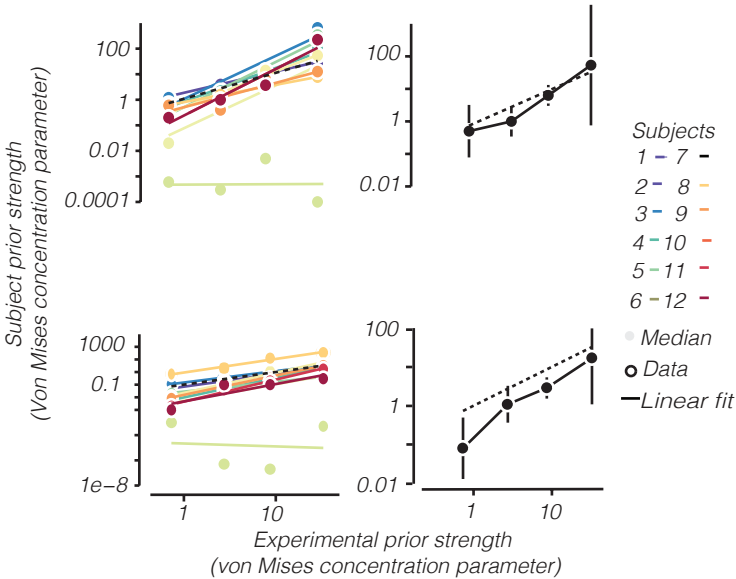 Subject prior strength
(Von Mises concentration parameter)
100
1
0.01
0.0001
100
1
0.01
Subjects
1 7
2 8
3 9
4 10
5 11
6 12
Median
Data
Linear fit
1000
0.1
1e-8
1 10
100
1
0.01
1 10
Experimental prior strength
(von Mises concentration parameter)